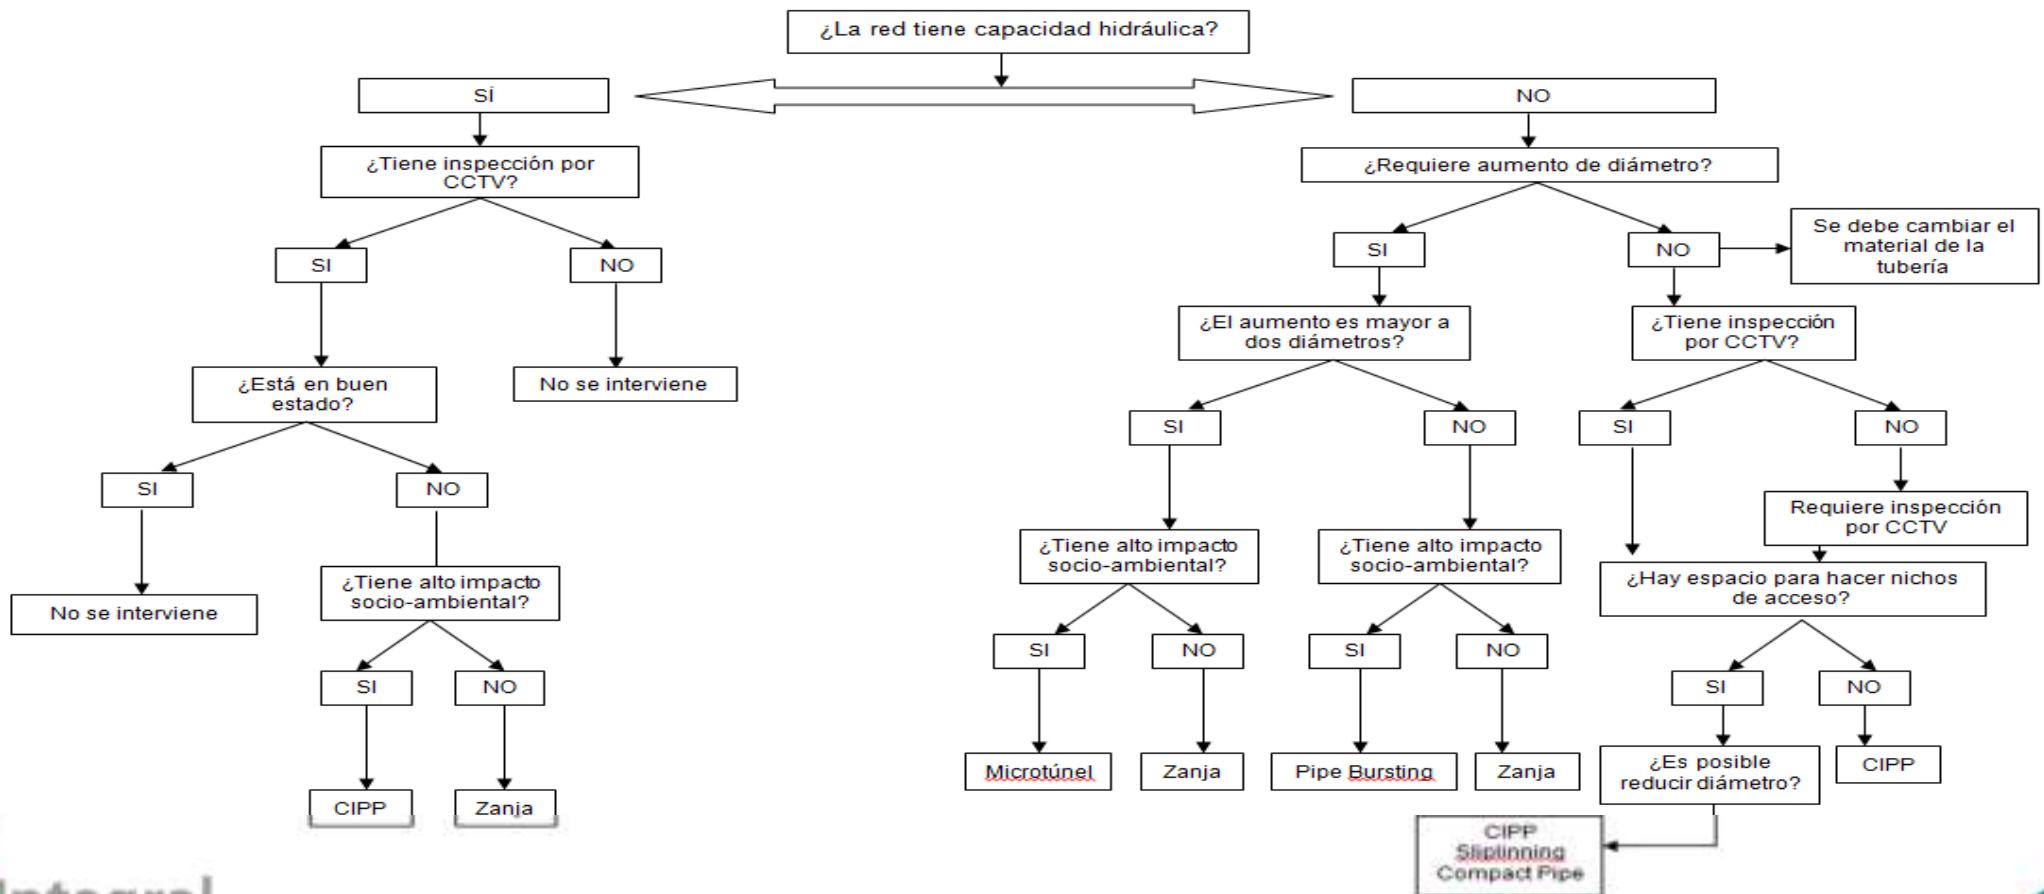 ¿La red tiene capacidad hidráulica?
SÍ
NO
¿Tiene inspección por
CCTV?
¿Requiere aumento de diámetro?
SI
NO
SI
NO
Se debe cambiar el
material de la
tubería
¿El aumento es mayor a
dos diámetros?
¿Tiene inspección
por CCTV?
¿Está en buen
estado?
No se interviene
SI
NO
SI
NO
SI
NO
Requiere inspección
por CCTV
¿Tiene alto impacto
socio-ambiental?
¿Tiene alto impacto
socio-ambiental?
¿Hay espacio para hacer nichos
de acceso?
No se interviene
¿Tiene alto impacto
socio-ambiental?
SI
NO
SI
NO
SI
NO
SI
NO
Microtúnel
Zanja
Pipe Bursting
Zanja
¿Es posible
reducir diámetro?
CIPP
CIPP
Zanja
CIPP
Sliplinning
Compact Pipe